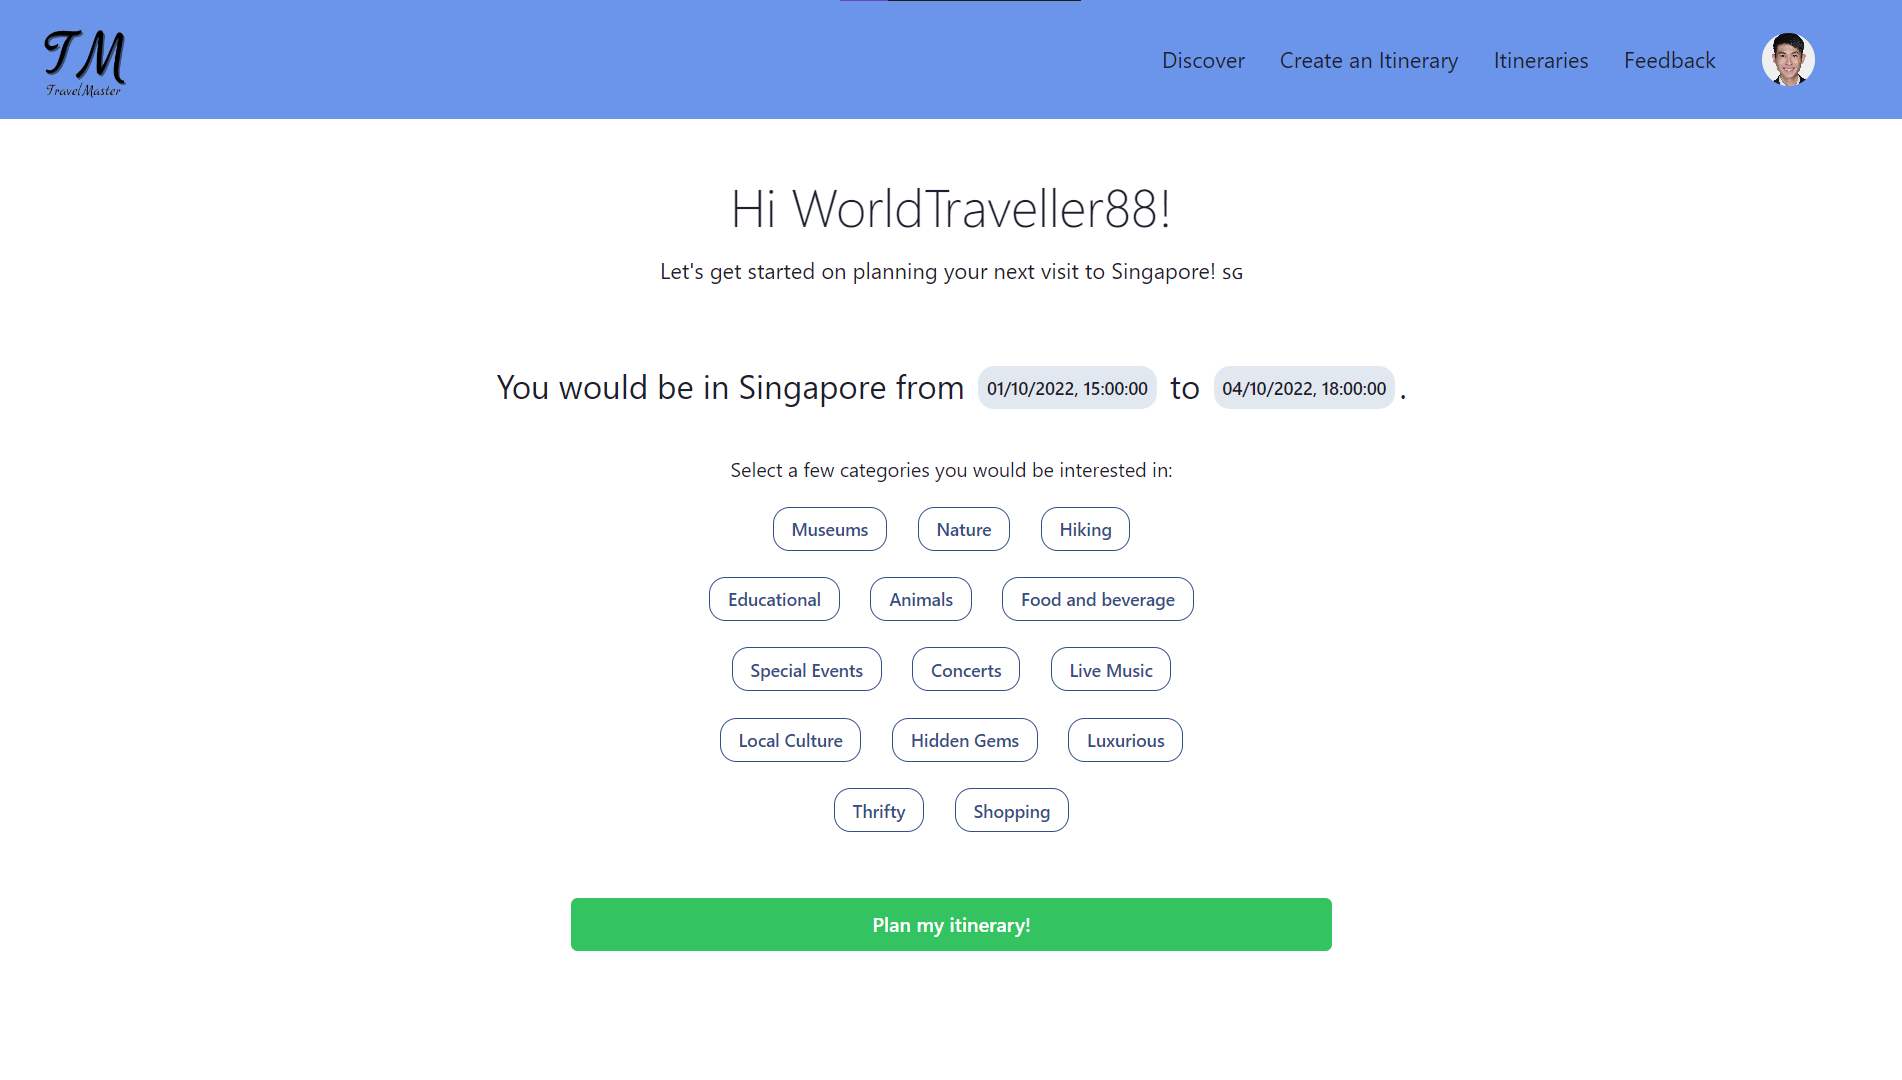 TM
TravelMaster
Discover Create an Itinerary Itineraries Feedback
Hi WorldTraveller88!
Let's get started on planning your next visit to Singapore! SG
You would be in Singapore from 01/10/2022, 15:00:00 to 04/10/2022, 18:00:00 .
Select a few categories you would be interested in:
Museums Nature Hiking
Educational Animals Food and beverage
Special Events Concerts Live Music
Local Culture Hidden Gems Luxurious
Thrifty Shopping
Plan my itinerary!